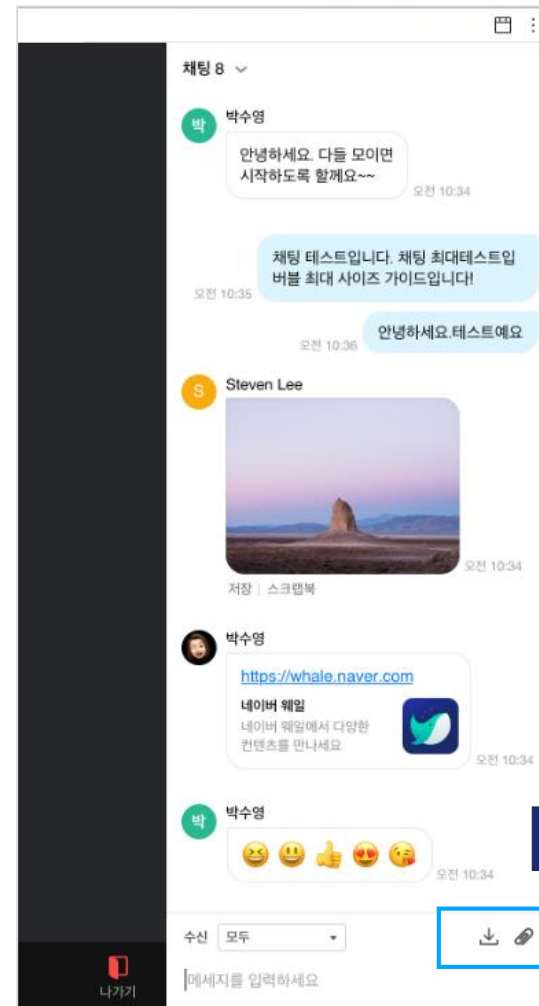 채팅 8
박
박수영
안녕하세요. 다들 모이면
시작하도록 할께요~~
오전 10:34
채팅 테스트입니다. 채팅 최대테스트입
버블 최대 사이즈 가이드입니다!
오전 10:35
안녕하세요.테스트예요
오전 10:36
S
Steven Lee
오전 10:34
저장 | 스크랩북
박수영
https://whale.naver.com
네이버 웨일
네이버 웨일에서 다양한
컨텐츠를 만나세요
오전 10:34
박
박수영
오전 10:34
수신 모두
메세지를 입력하세요
나가기